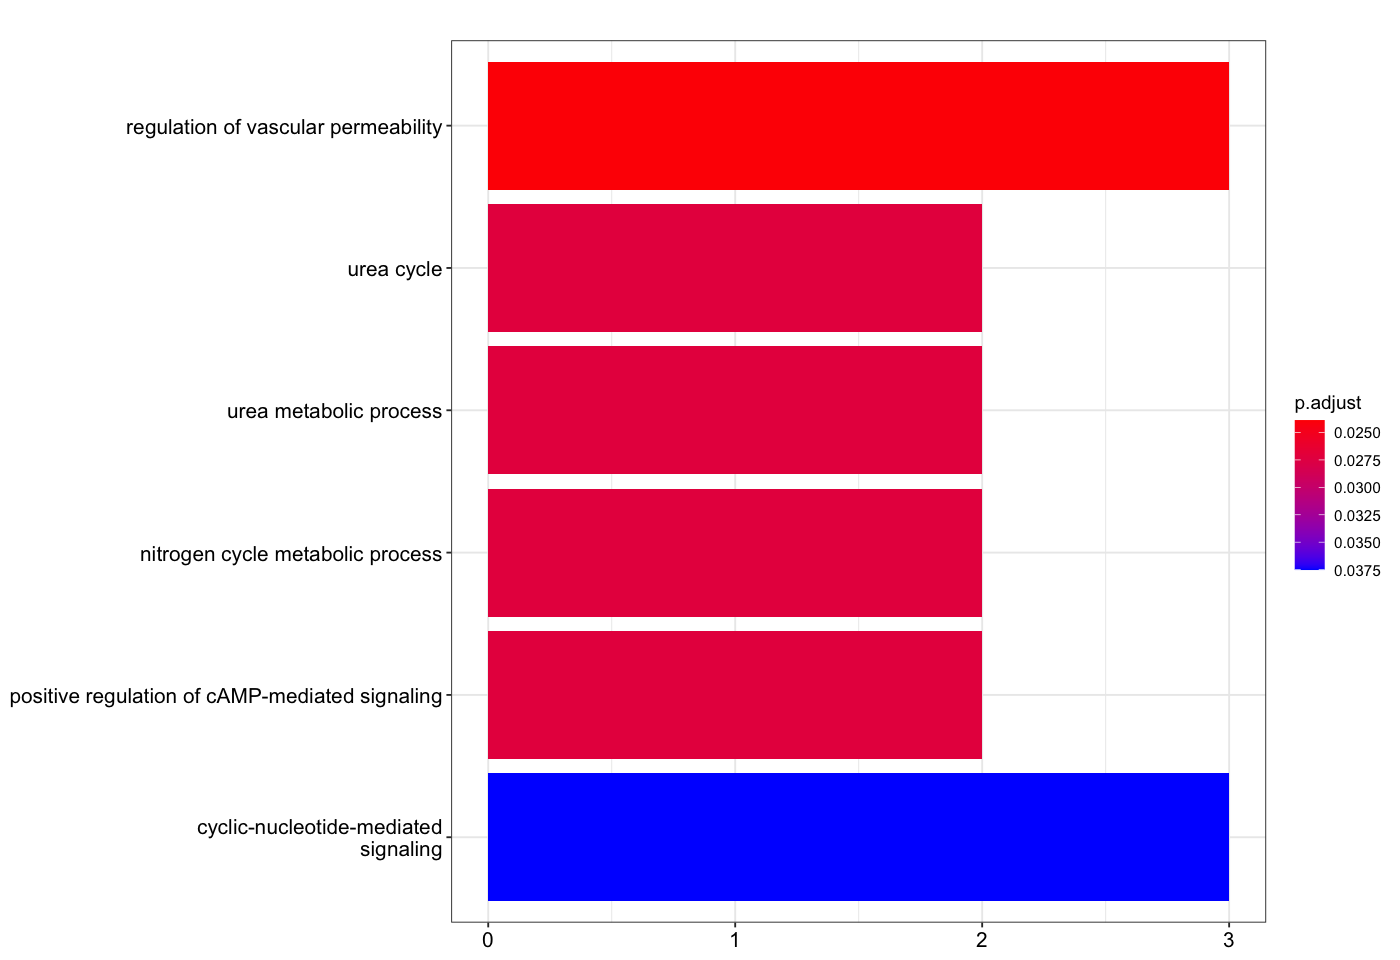 regulation of vascular permeability
urea cycle
urea metabolic process
nitrogen cycle metabolic process
positive regulation of cAMP-mediated signaling
cyclic-nucleotide-mediated
signaling
0 1 2 3
p.adjust
0.0250
0.0275
0.0300
0.0325
0.0350
0.0375